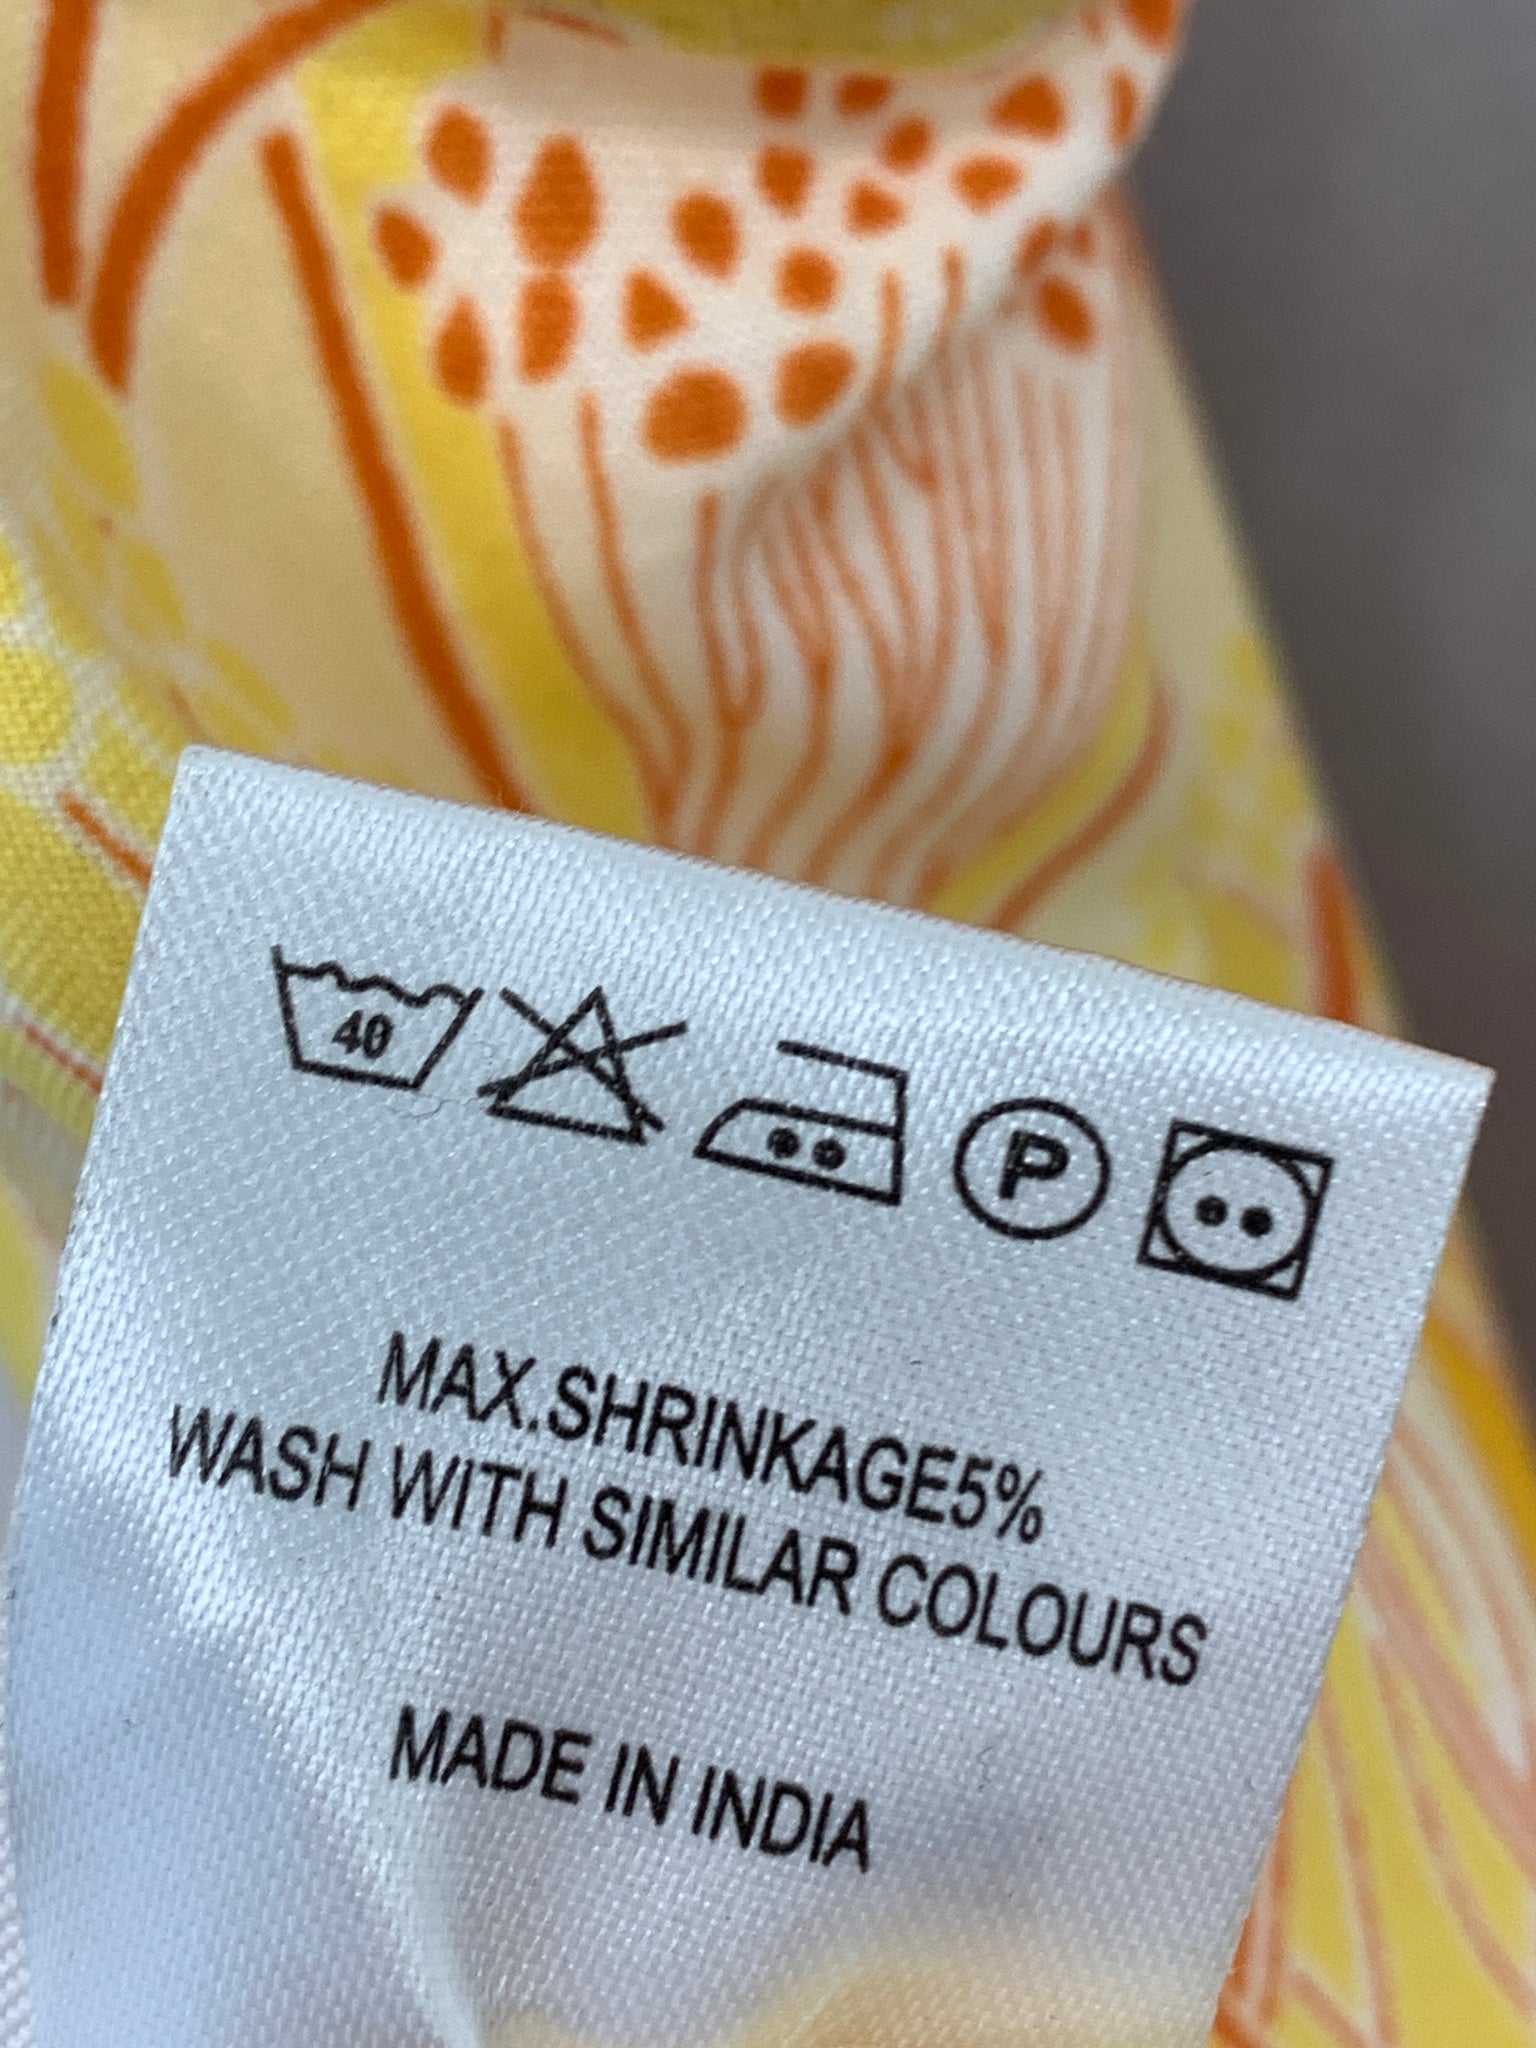 40
P
MAX.SHRINKAGE5%
WASH WITH SIMILAR COLOURS
MADE IN INDIA